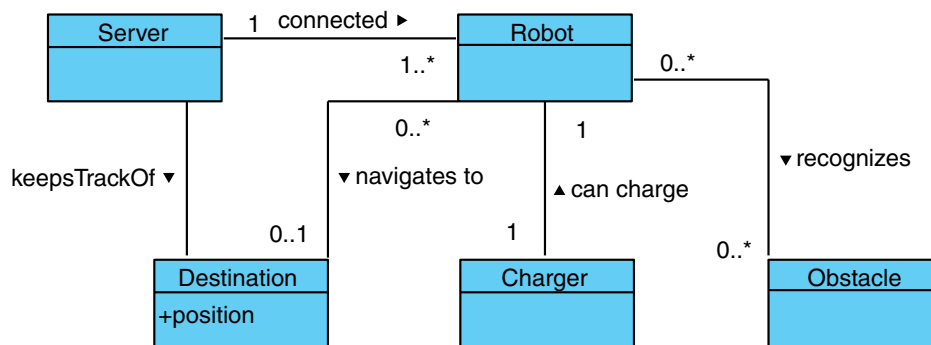 Server
1
connected ▶
Robot
1..*
0..*
0..*
1
keepsTrackOf ▼
▼ navigates to
▲ can charge
▼ recognizes
0..1
1
0..*
Destination
+position
Charger
Obstacle